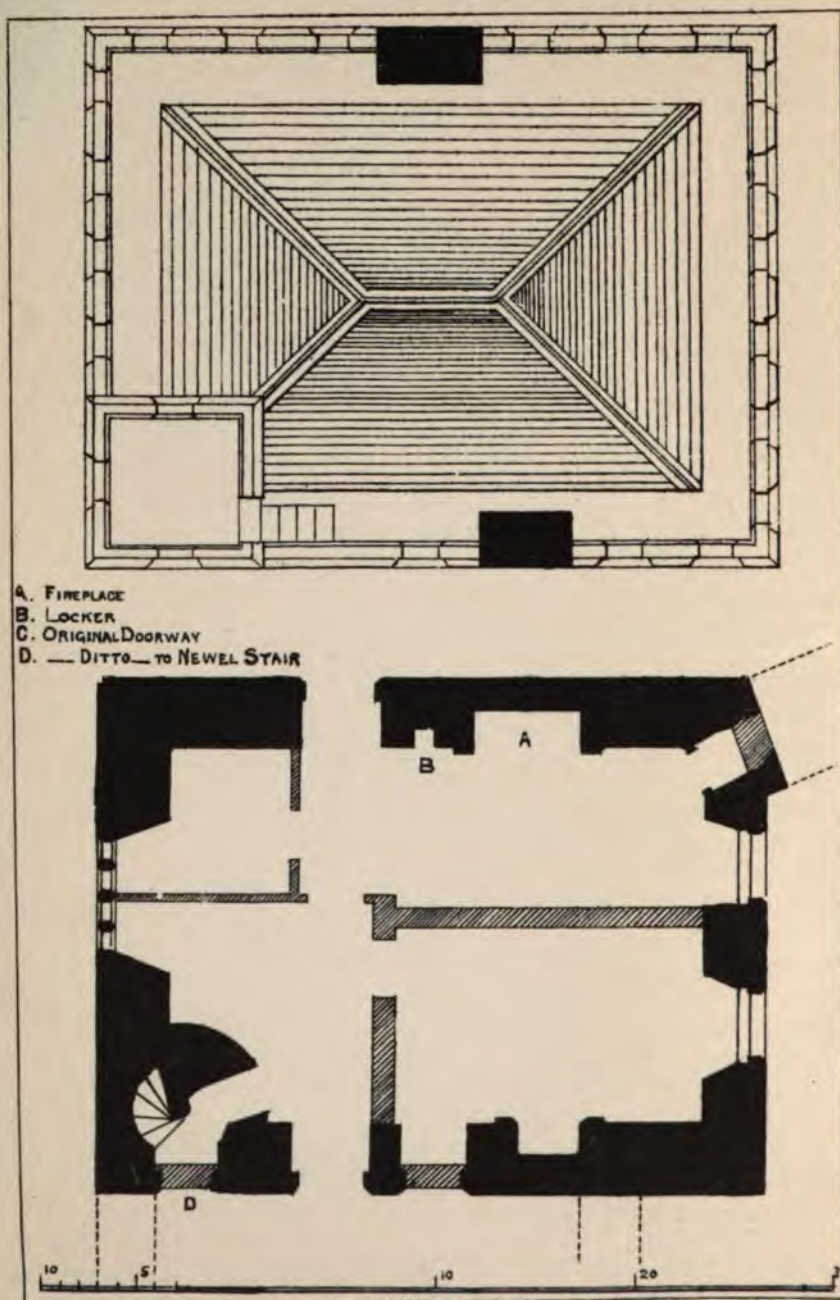 A. FIREPLACE
B. LOCKER
C. ORIGINAL DOORWAY
D. — DITTO — TO NEWEL STAIR
A
B
D
10 5 10 20